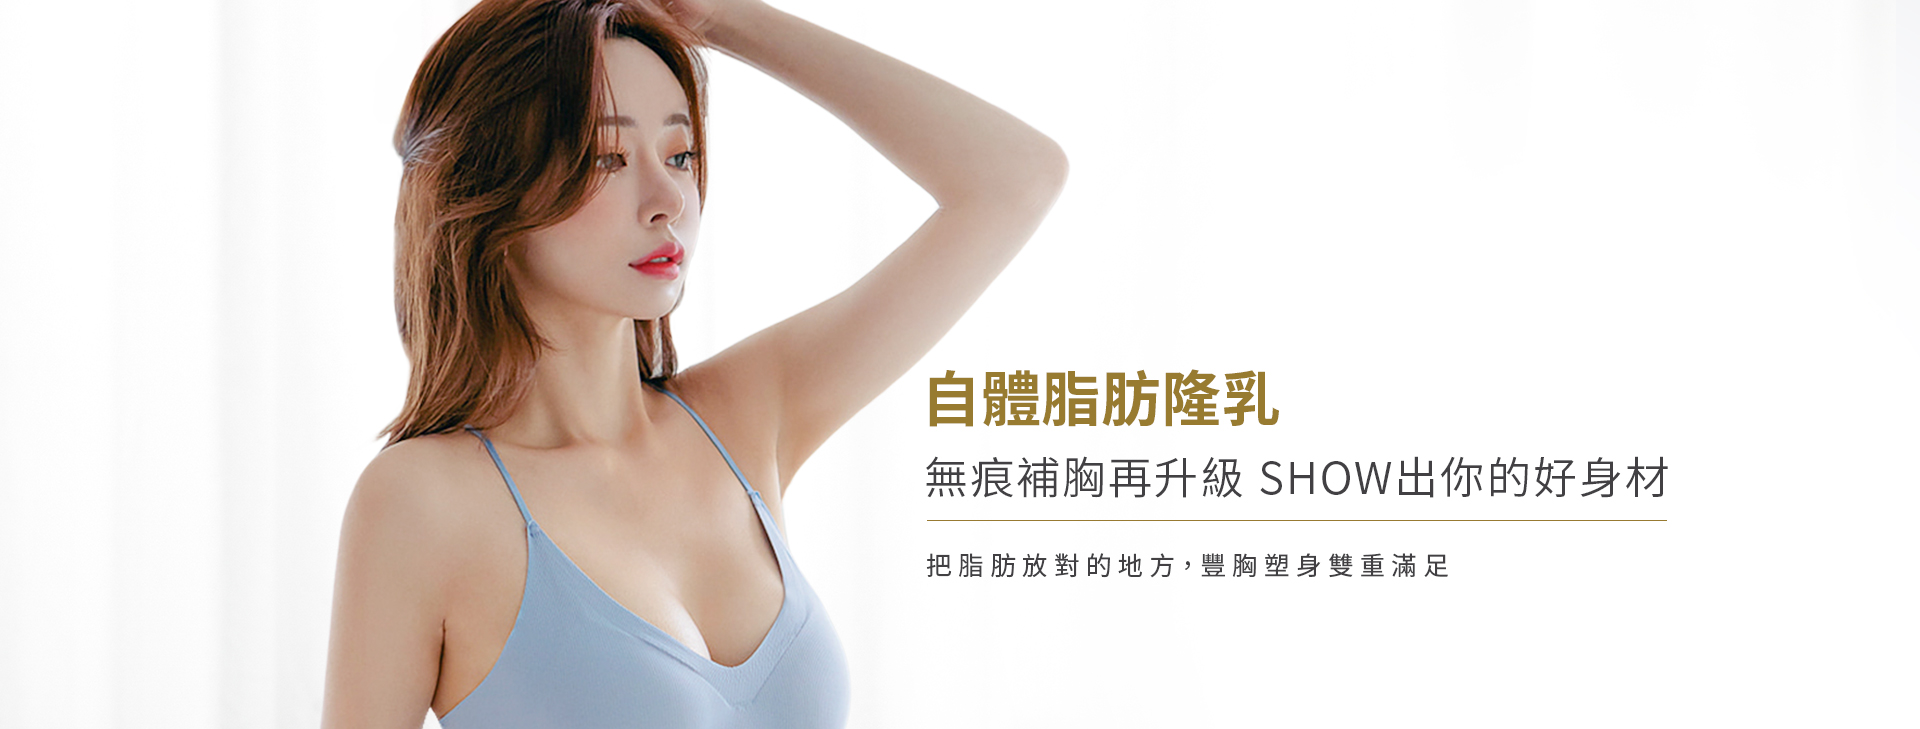 自體脂肪隆乳
無痕補胸再升級 SHOW出你的好身材
把脂肪放對的地方，豐胸塑身雙重滿足